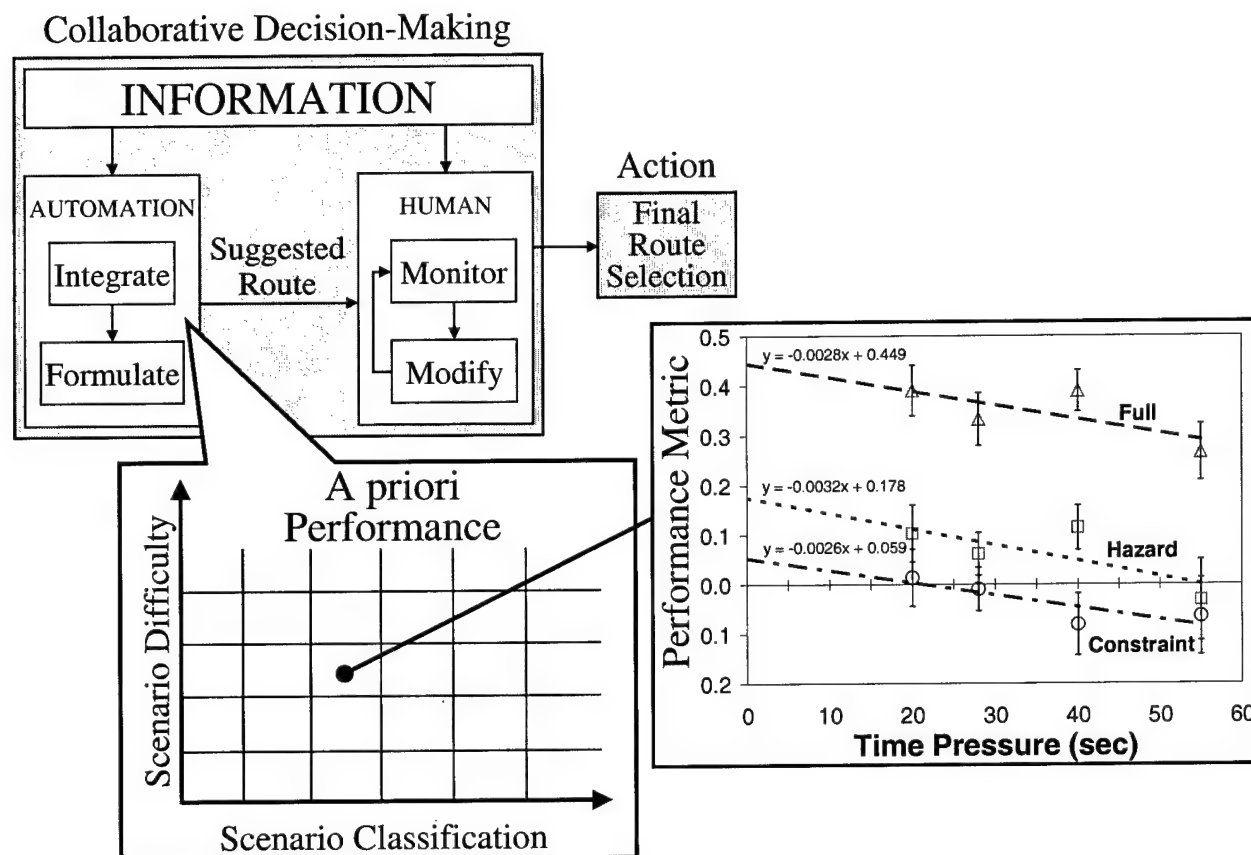 Collaborative Decision-Making
INFORMATION
AUTOMATION
Integrate
Formulate
Suggested
Route
HUMAN
Monitor
Modify
Action
Final
Route
Selection
A priori
Performance
Scenario Difficulty
Scenario Classification
Performance Metric
0.5
0.4
0.3
0.2
0.1
0.0
0.1
0.2
y = -0.0028x + 0.449
Full
y = -0.0032x + 0.178
Hazard
y = -0.0026x + 0.059
Constraint
0 10 20 30 40 50 60
Time Pressure (sec)